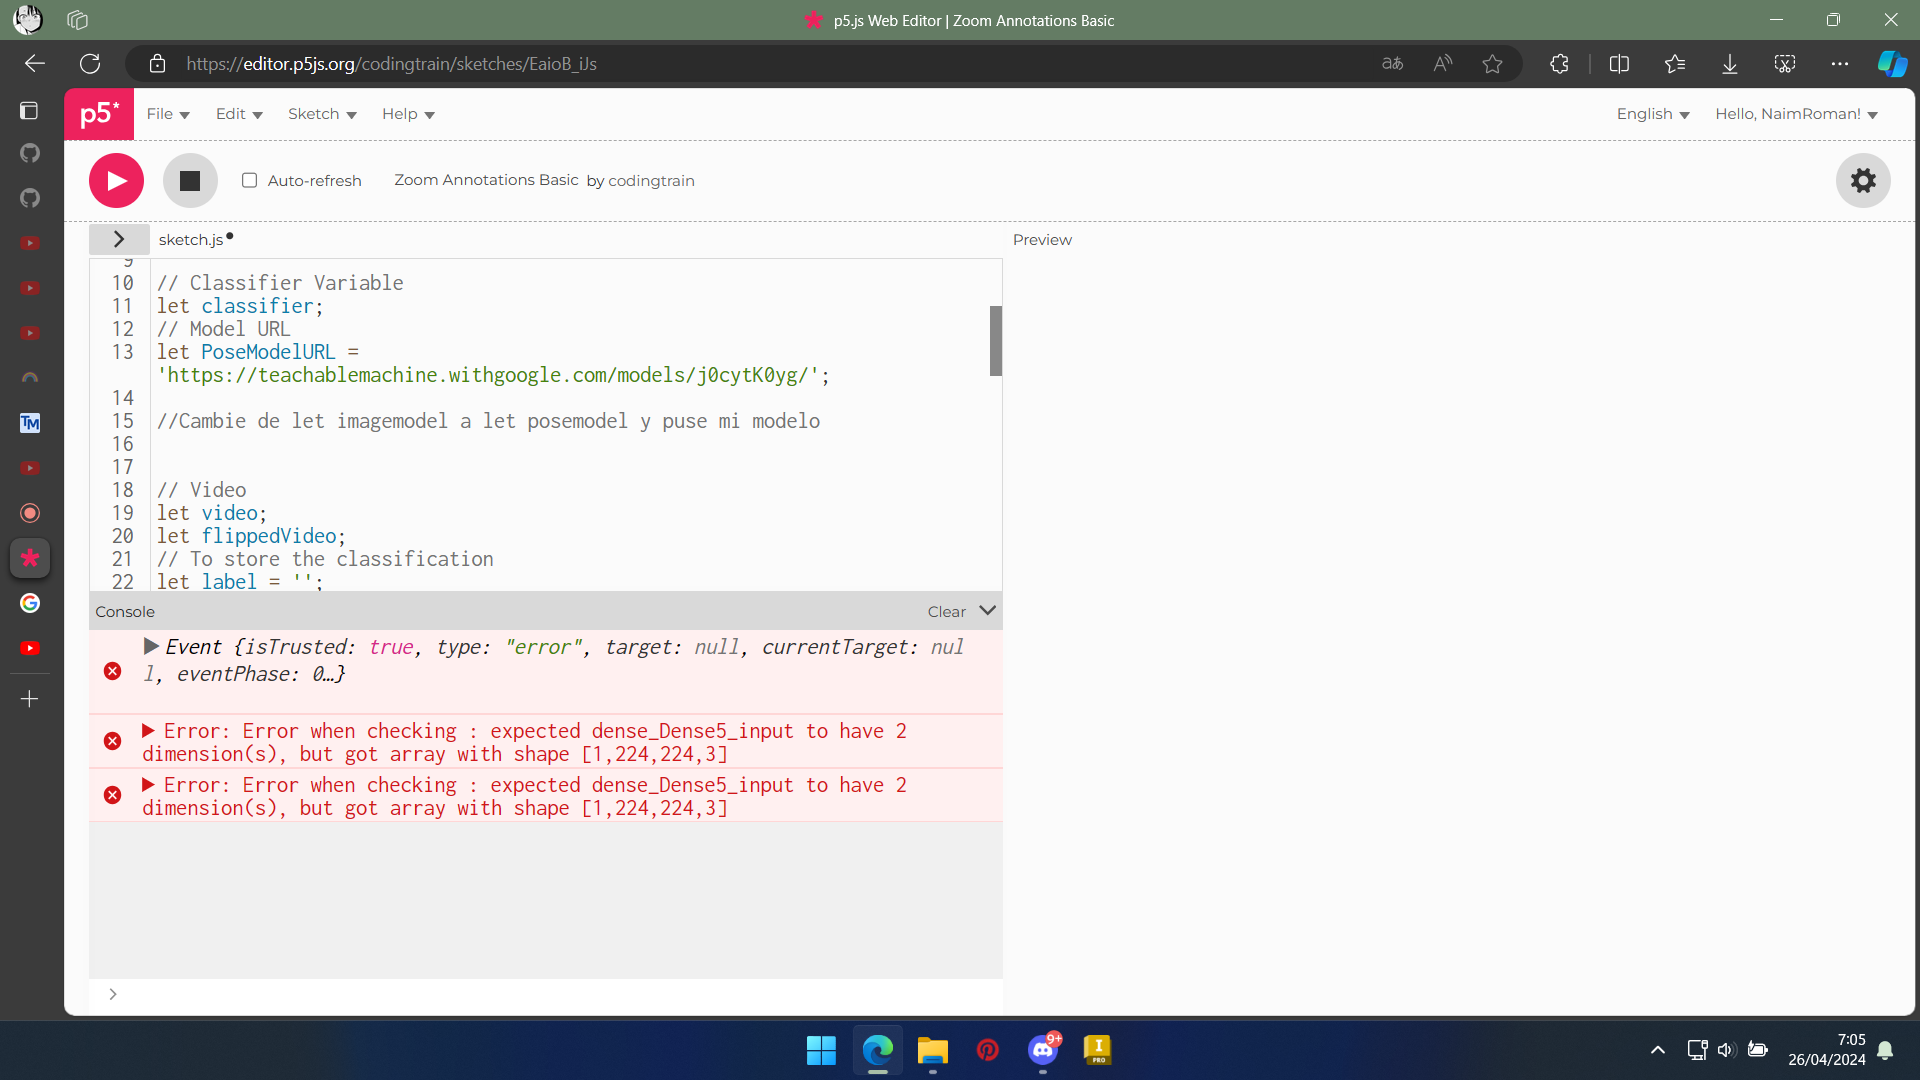 p5.js Web Editor | Zoom Annotations Basic
https://editor.p5js.org/codingtrain/sketches/EaioB_iJs
p5* File Edit Sketch Help English Hello, NaimRoman!
Auto-refresh Zoom Annotations Basic by codingtrain
sketch.js Preview
9
10 // Classifier Variable
11 let classifier;
12 // Model URL
13 let PoseModelURL =
'https://teachablemachine.withgoogle.com/models/j0cytK0yg/';
14
15 //Cambie de let imagemodel a let posemodel y puse mi modelo
16
17
18 // Video
19 let video;
20 let flippedVideo;
21 // To store the classification
22 let label = '';
Console Clear
Event {isTrusted: true, type: "error", target: null, currentTarget: nul
l, eventPhase: 0…}
Error: Error when checking : expected dense_Dense5_input to have 2
dimension(s), but got array with shape [1,224,224,3]
Error: Error when checking : expected dense_Dense5_input to have 2
dimension(s), but got array with shape [1,224,224,3]
TM
9+
I
PRO
7:05
26/04/2024